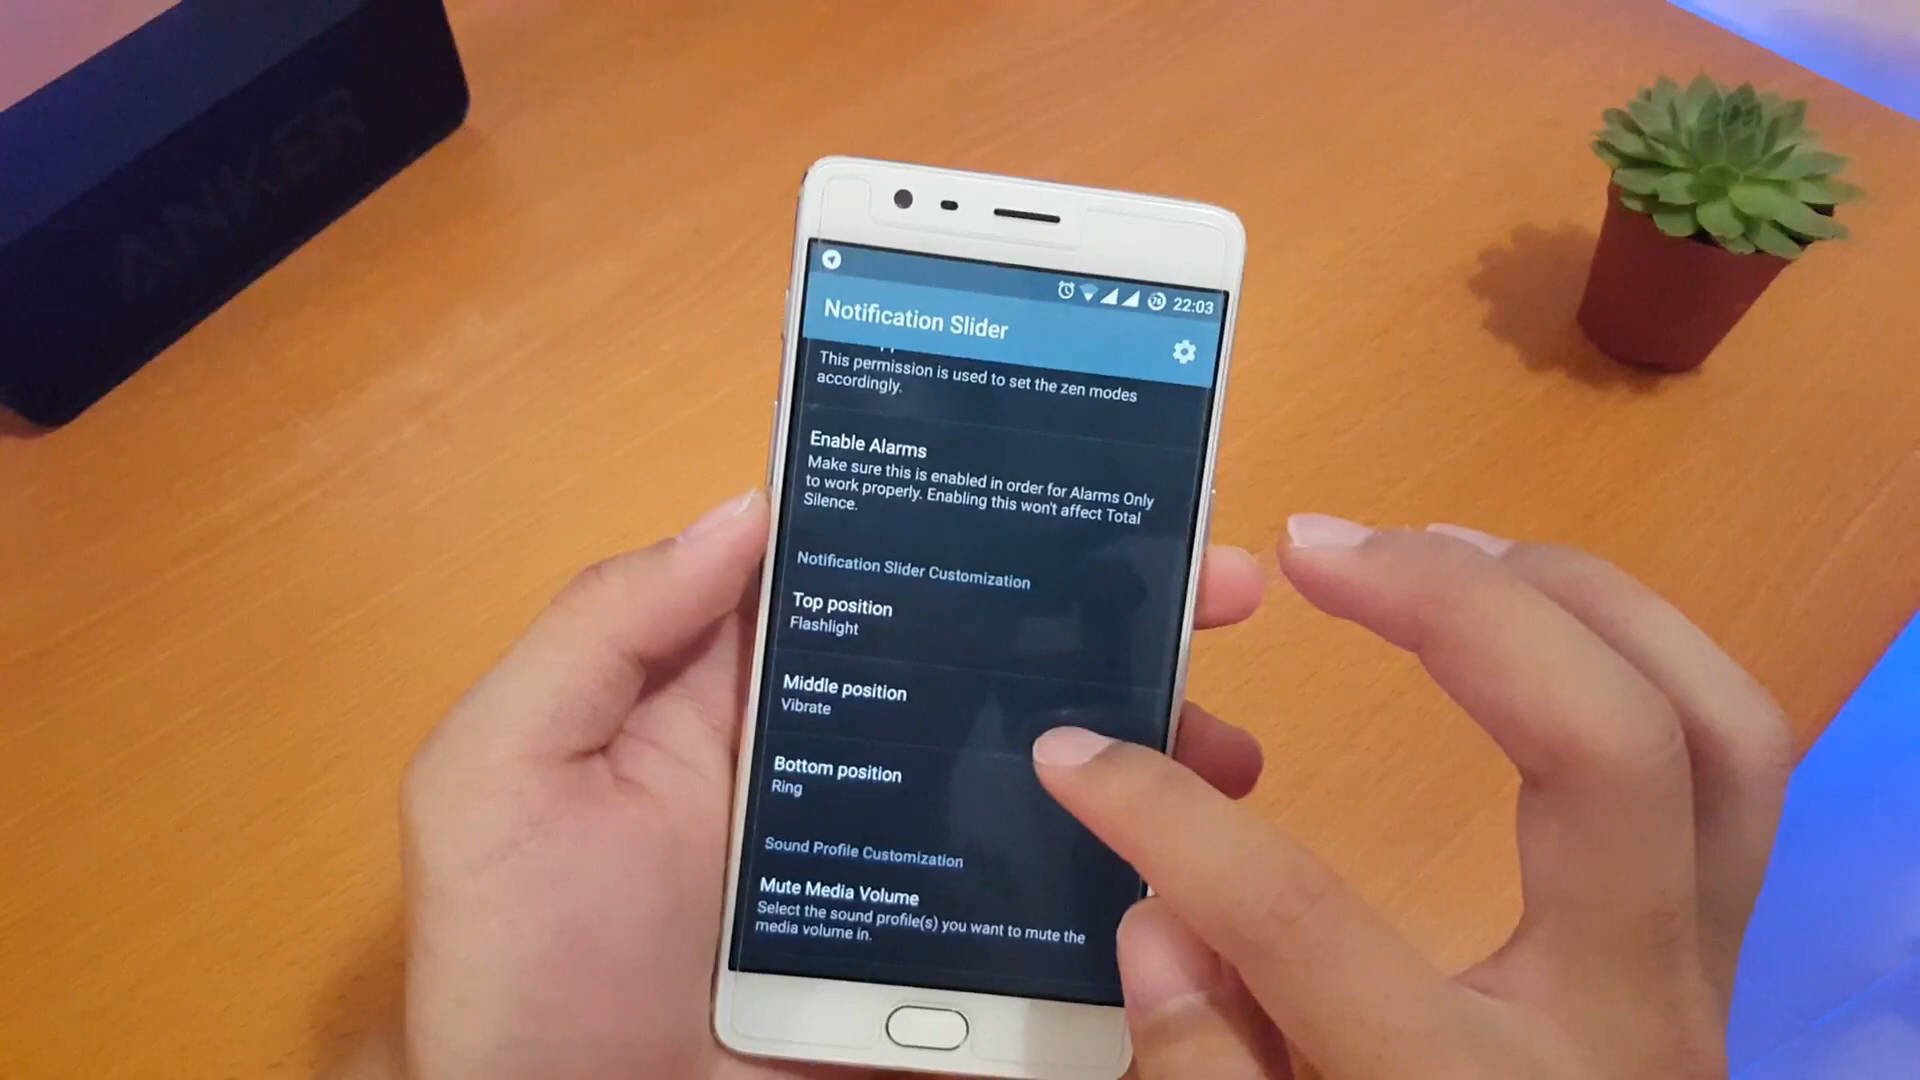 ANKER
76
22:03
Notification Slider
This permission is used to set the zen modes
accordingly.
Enable Alarms
Make sure this is enabled in order for Alarms Only
to work properly. Enabling this won't affect Total
Silence.
Notification Slider Customization
Top position
Flashlight
Middle position
Vibrate
Bottom position
Ring
Sound Profile Customization
Mute Media Volume
Select the sound profile(s) you want to mute the
media volume in.